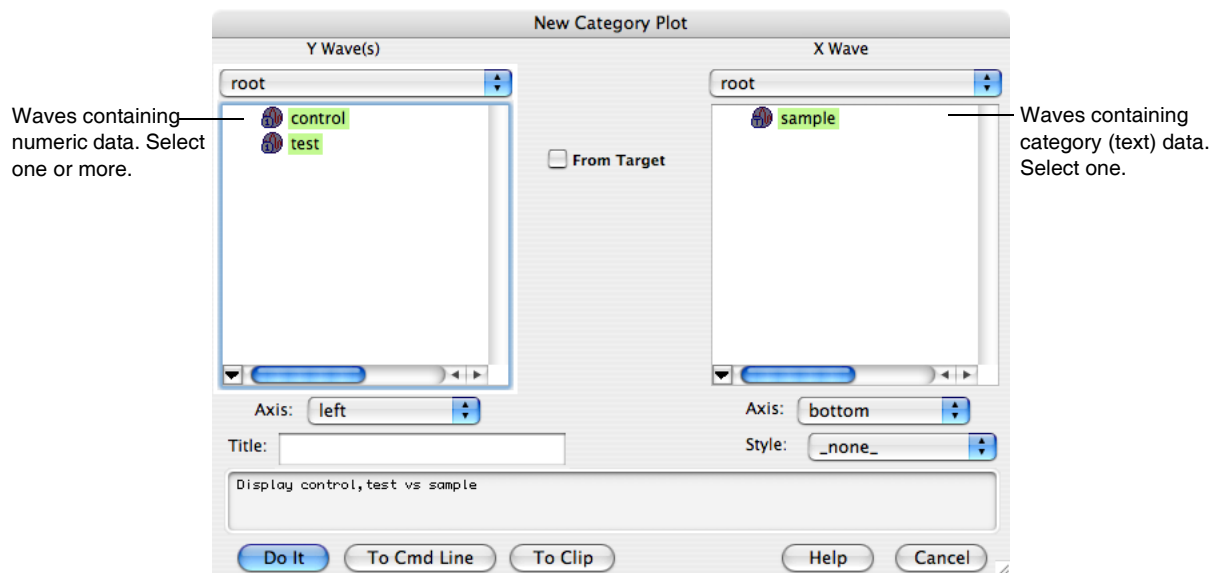 New Category Plot
Y Wave(s)
X Wave
root
root
Waves containing
numeric data. Select
one or more.
control
test
From Target
sample
Waves containing
category (text) data.
Select one.
Axis: left
Axis: bottom
Title:
Style: _none_
Display control,test vs sample
Do It
To Cmd Line
To Clip
Help
Cancel